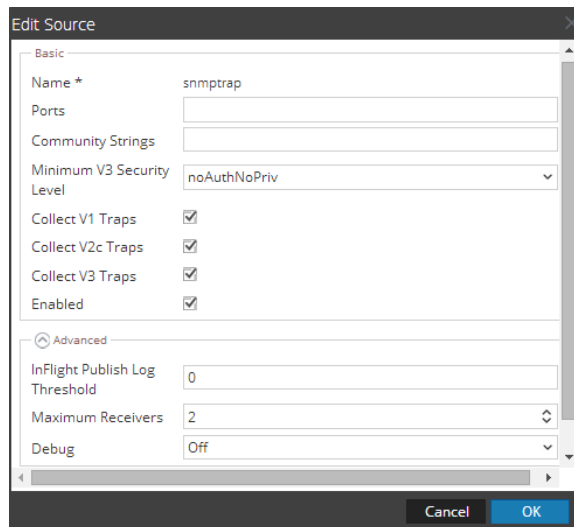 Edit Source
Basic
Name * snmptrap
Ports
Community Strings
Minimum V3 Security
Level
noAuthNoPriv
Collect V1 Traps
Collect V2c Traps
Collect V3 Traps
Enabled
Advanced
InFlight Publish Log
Threshold
0
Maximum Receivers 2
Debug Off
Cancel OK